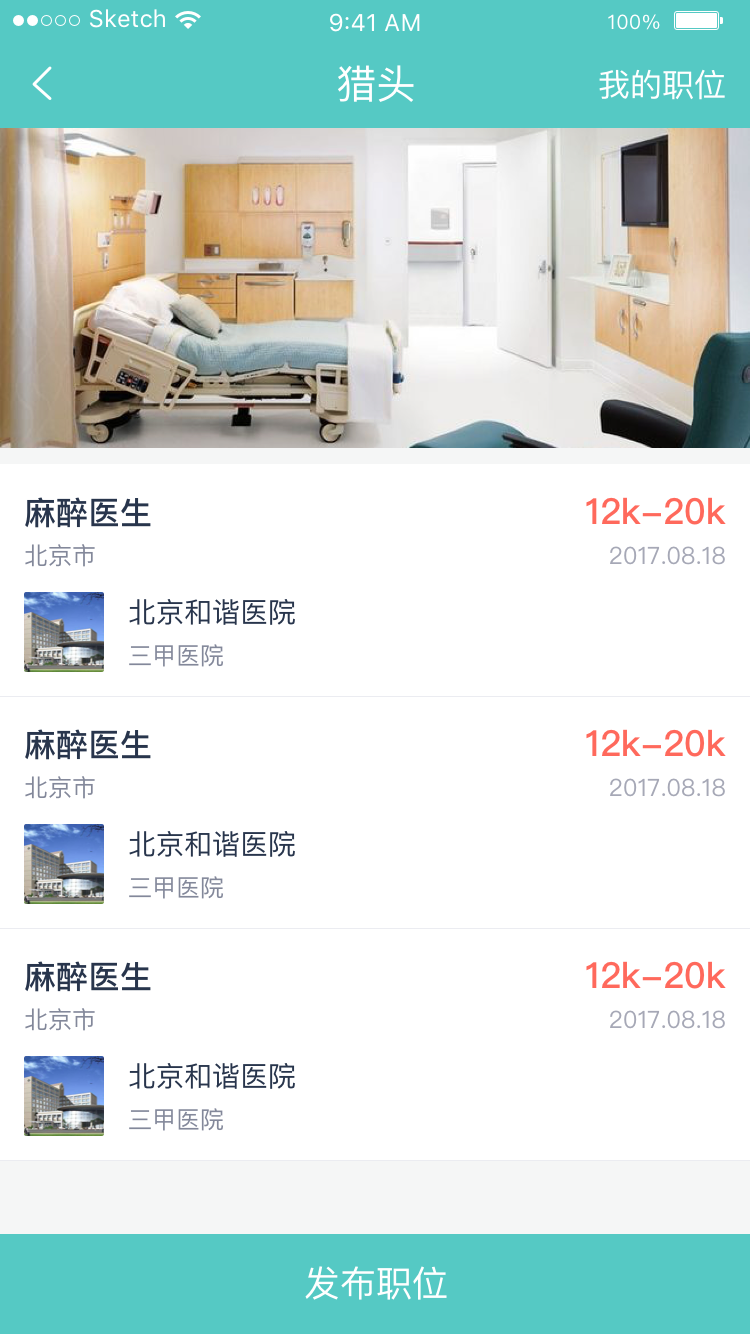 Sketch 9:41 AM 100%
猎头 我的职位
麻醉医生 12k-20k
北京市 2017.08.18
北京和谐医院
三甲医院
麻醉医生 12k-20k
北京市 2017.08.18
北京和谐医院
三甲医院
麻醉医生 12k-20k
北京市 2017.08.18
北京和谐医院
三甲医院
发布职位